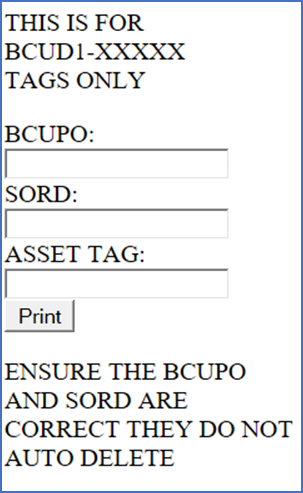 THIS IS FOR
BCUD1-XXXXX
TAGS ONLY
BCUPO:
SORD:
ASSET TAG:
Print
ENSURE THE BCUPO
AND SORD ARE
CORRECT THEY DO NOT
AUTO DELETE